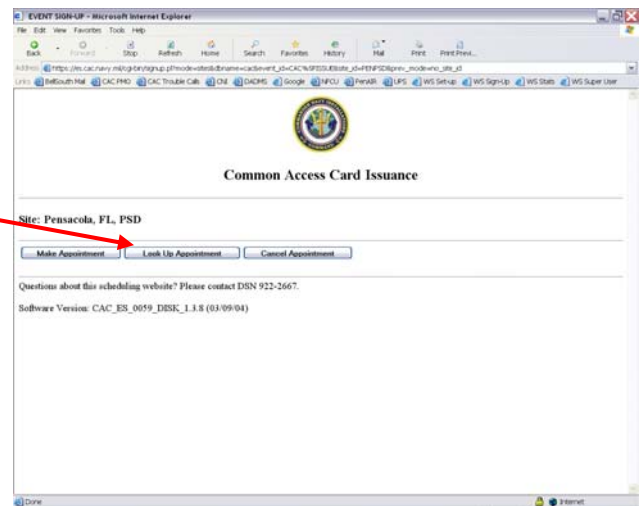 EVENT SIGN-UP - Microsoft Internet Explorer
File Edit View Favorites Tools Help
Back Forward Stop Refresh Home Search Favorites History Mail Print Print Previ...
Address
Links BellSouth Mail CAC PMO CAC Trouble Calls CNI DADMS Google NFCU PenAIR UPS WS Set-up WS Sign-Up WS Stats WS Super User
Common Access Card Issuance
Site: Pensacola, FL, PSD
Make Appointment Look Up Appointment Cancel Appointment
Questions about this scheduling website? Please contact DSN 922-2667.
Software Version: CAC_ES_0059_DISK_1.3.8 (03/09/04)
Done Internet